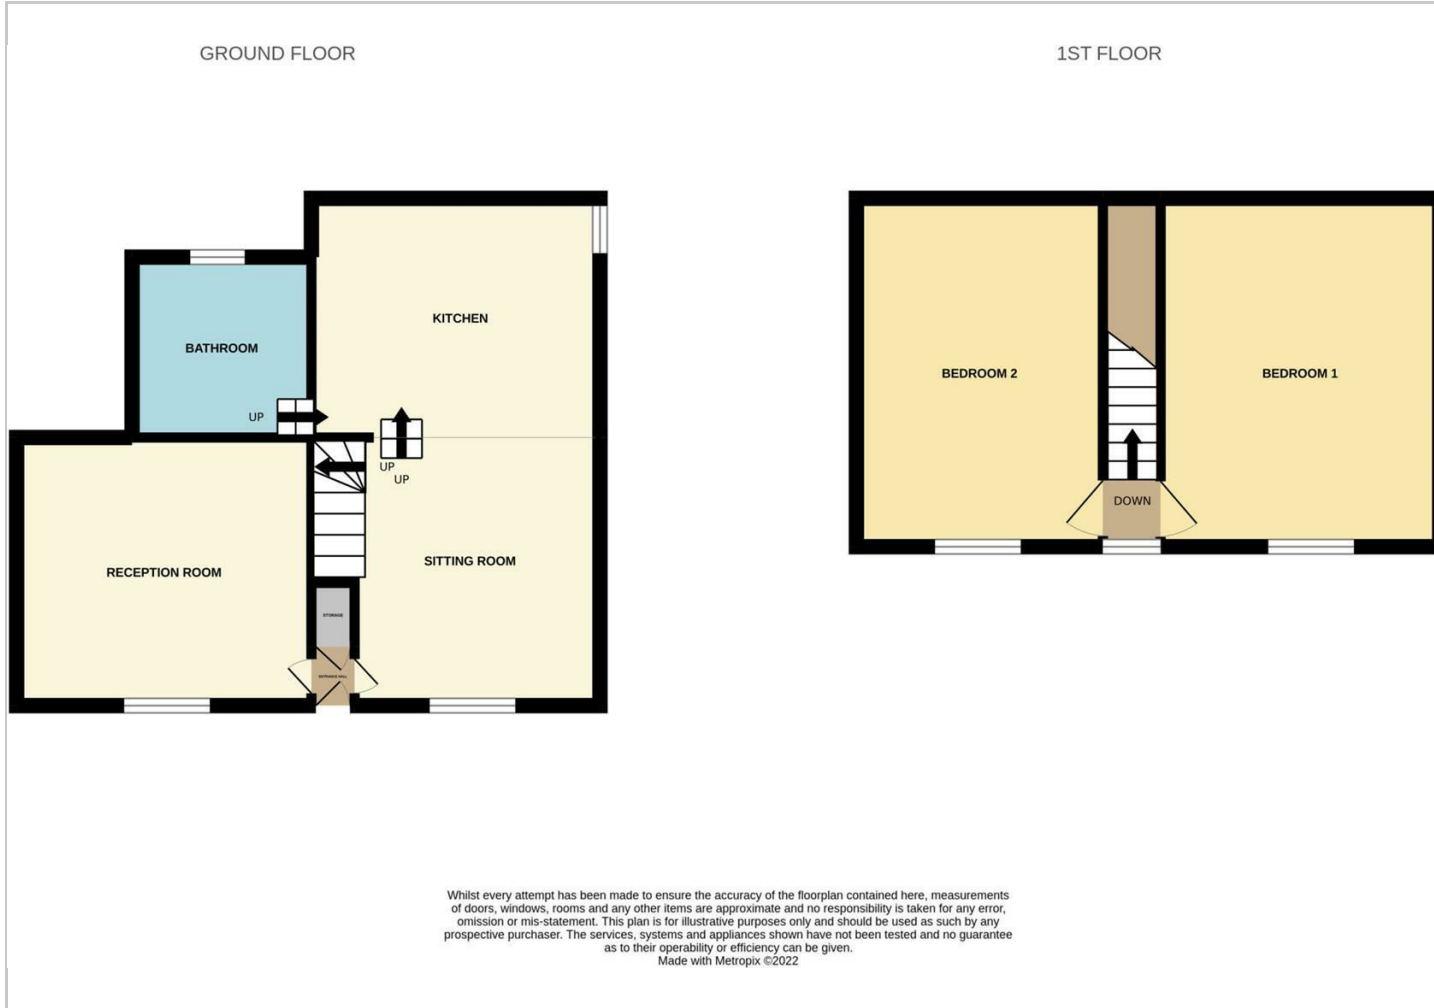 GROUND FLOOR
1ST FLOOR
KITCHEN
BATHROOM
UP
UP
UP
RECEPTION ROOM
SITTING ROOM
STORAGE
ENTRANCE HALL
BEDROOM 2
BEDROOM 1
DOWN
Whilst every attempt has been made to ensure the accuracy of the floorplan contained here, measurements
of doors, windows, rooms and any other items are approximate and no responsibility is taken for any error,
omission or mis-statement. This plan is for illustrative purposes only and should be used as such by any
prospective purchaser. The services, systems and appliances shown have not been tested and no guarantee
as to their operability or efficiency can be given.
Made with Metropix ©2022